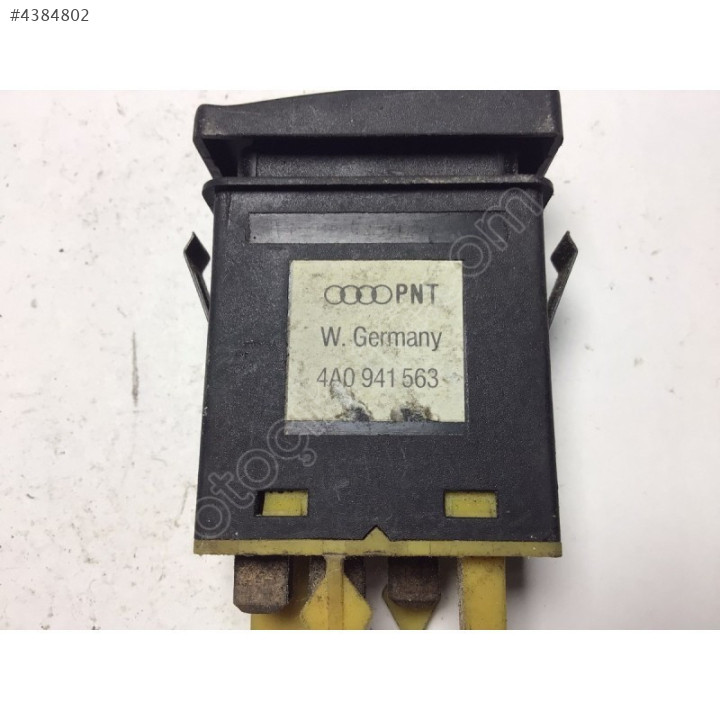 #4384802
PNT
W. Germany
4A0 941 563